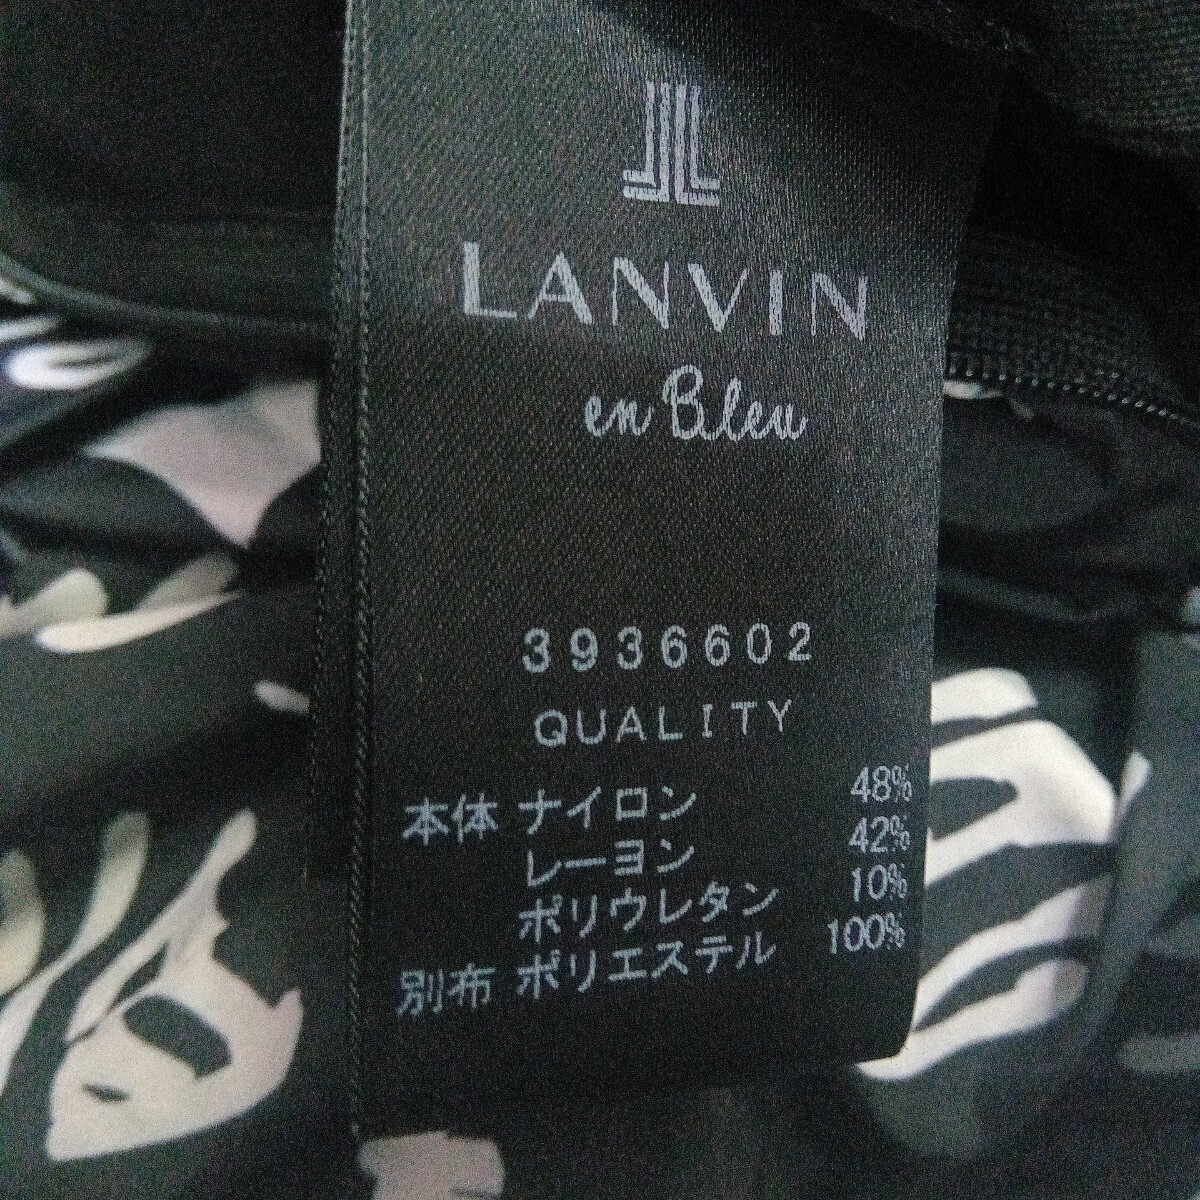 LANVIN
en Bleu
3936602
QUALITY
本体 ナイロン 48%
レーヨン 42%
ポリウレタン 10%
別布 ポリエステル 100%